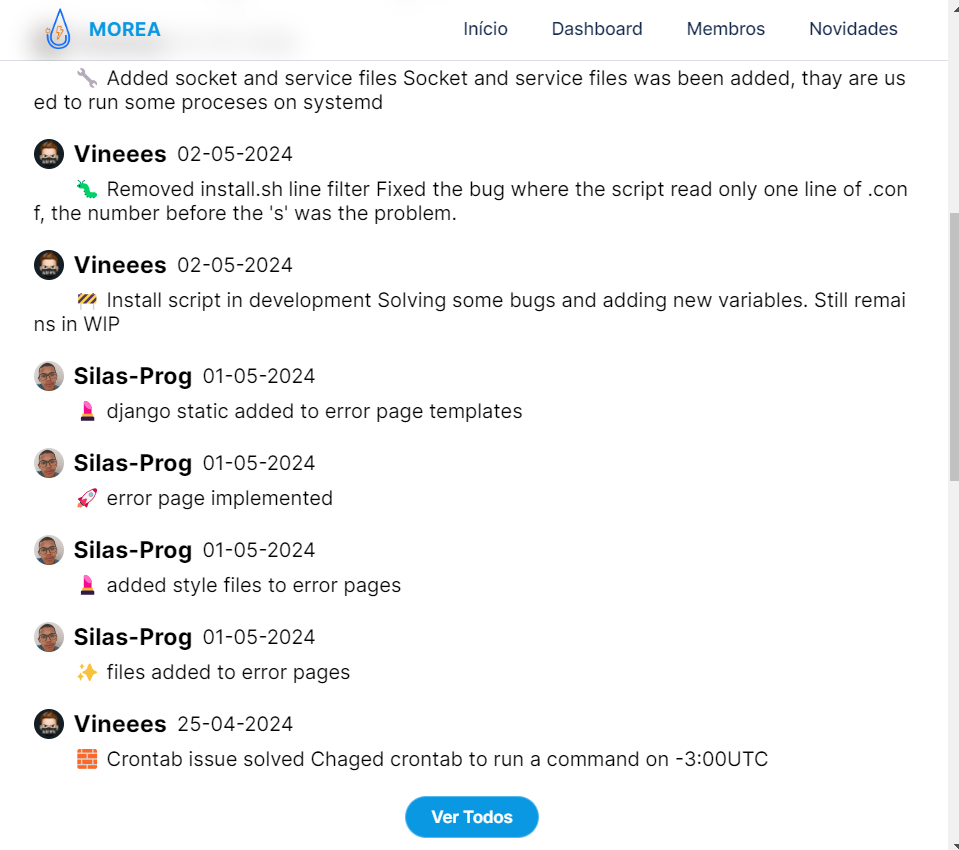 MOREA
Início Dashboard Membros Novidades
🔧 Added socket and service files Socket and service files was been added, thay are us
ed to run some proceses on systemd
Vineees 02-05-2024
🐛 Removed install.sh line filter Fixed the bug where the script read only one line of .con
f, the number before the 's' was the problem.
Vineees 02-05-2024
🚧 Install script in development Solving some bugs and adding new variables. Still remai
ns in WIP
Silas-Prog 01-05-2024
💄 django static added to error page templates
Silas-Prog 01-05-2024
🚀 error page implemented
Silas-Prog 01-05-2024
💄 added style files to error pages
Silas-Prog 01-05-2024
✨ files added to error pages
Vineees 25-04-2024
🧱 Crontab issue solved Chaged crontab to run a command on -3:00UTC
Ver Todos